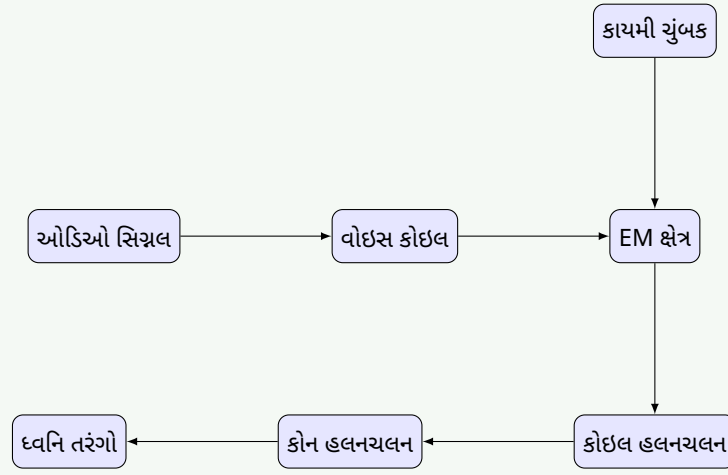 કાયમી ચુંબક
ઓડિઓ સિગ્નલ
વોઇસ કોઇલ
EM ક્ષેત્ર
ધ્વનિ તરંગો
કોન હલનચલન
કોઇલ હલનચલન